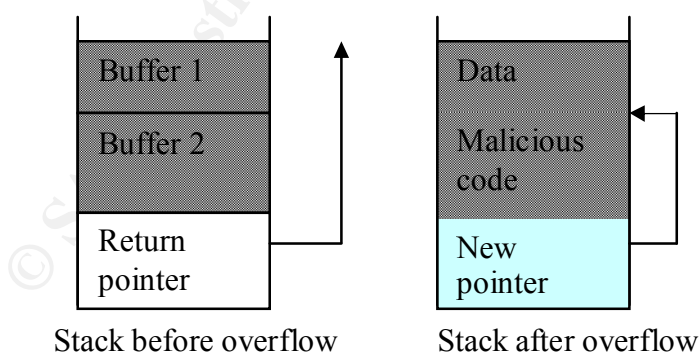 Buffer 1
Buffer 2
Return
pointer
Stack before overflow
Data
Malicious
code
New
pointer
Stack after overflow
©